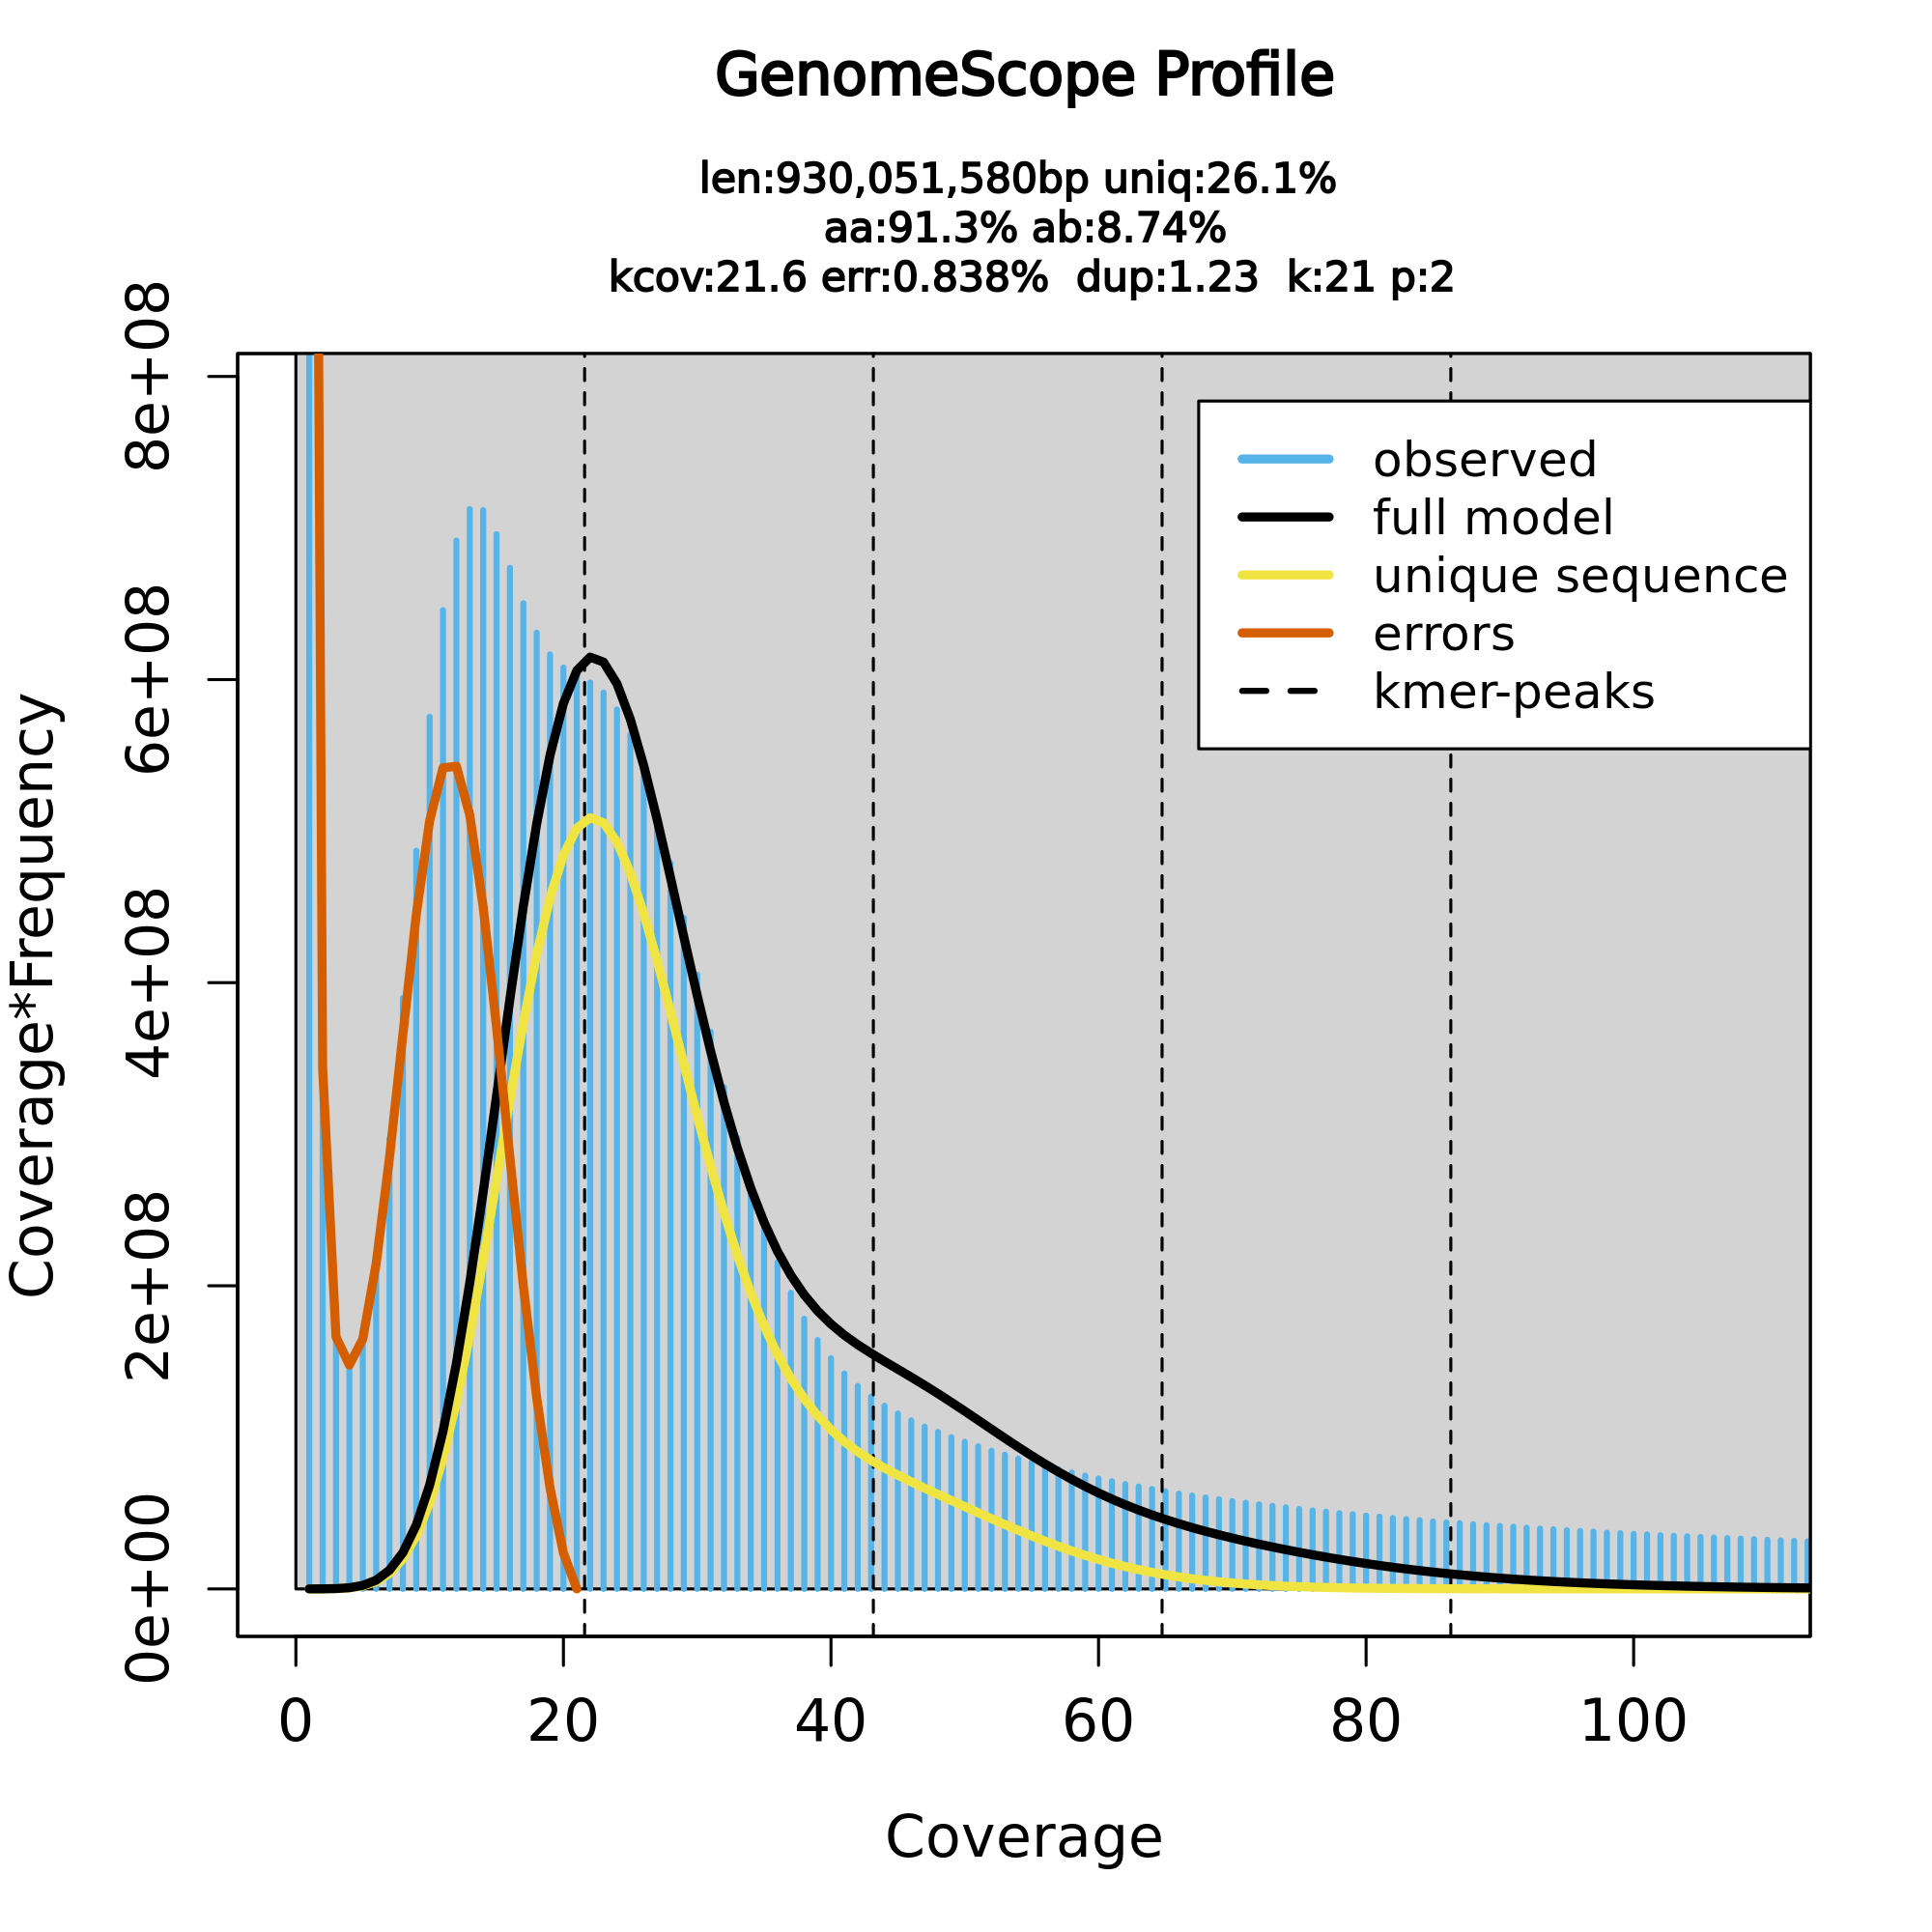 GenomeScope Profile
len:930,051,580bp uniq:26.1%
aa:91.3% ab:8.74%
kcov:21.6 err:0.838% dup:1.23 k:21 p:2
8e+08
6e+08
4e+08
2e+08
0e+00
Coverage*Frequency
observed
full model
unique sequence
errors
kmer-peaks
0 20 40 60 80 100
Coverage